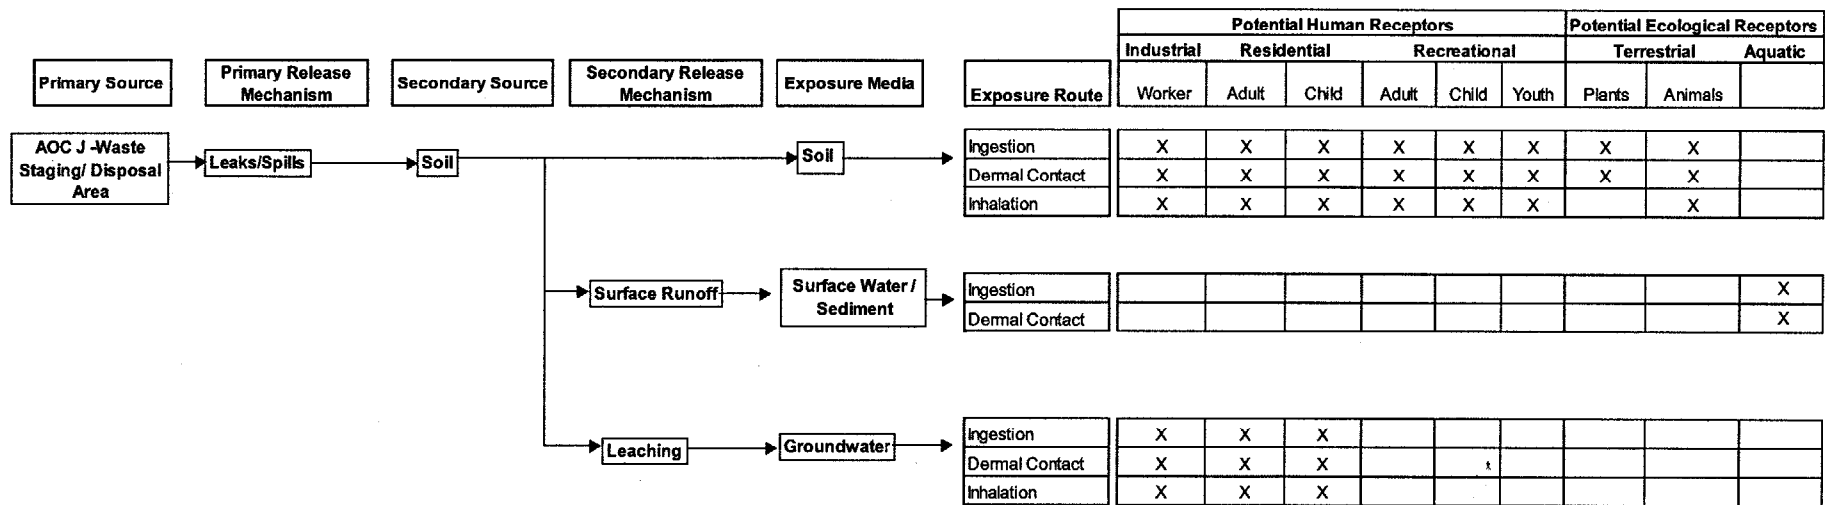 Potential Human Receptors Potential Ecological Receptors
Industrial Residential Recreational Terrestrial Aquatic
Primary Source
Primary Release
Mechanism
Secondary Source
Secondary Release
Mechanism
Exposure Media
Exposure Route Worker Adult Child Adult Child Youth Plants Animals
AOC J -Waste
Staging/ Disposal
Area
Leaks/Spills
Soil
Soil
Ingestion X X X X X X X X
Dermal Contact X X X X X X X X
Inhalation X X X X X X X
Surface Runoff
Surface Water /
Sediment
Ingestion X
Dermal Contact X
Leaching
Groundwater
Ingestion X X X
Dermal Contact X X X
Inhalation X X X